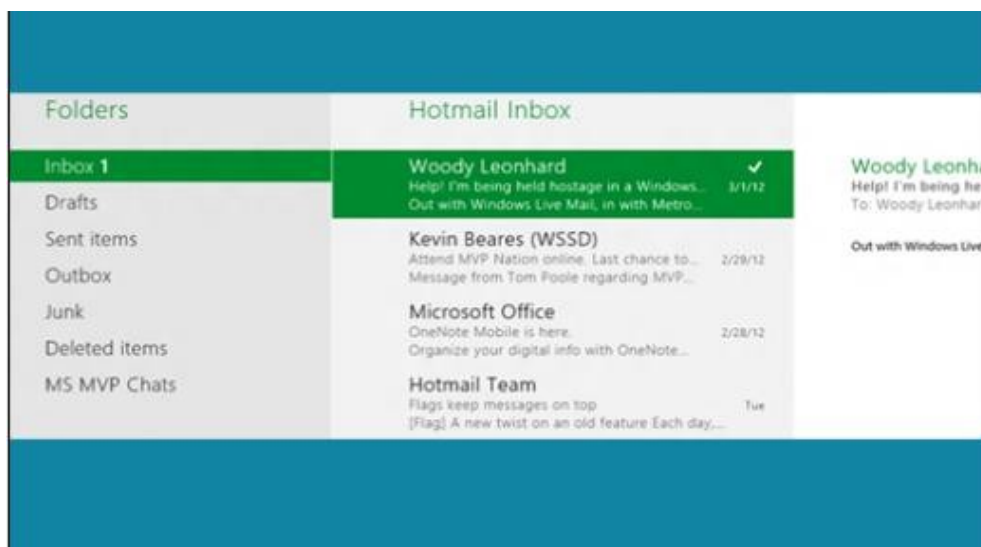 Folders
Inbox 1
Drafts
Sent items
Outbox
Junk
Deleted items
MS MVP Chats
Hotmail Inbox
Woody Leonhard
Help! I'm being held hostage in a Windows... 3/1/12
Out with Windows Live Mail, in with Metro...
Kevin Beares (WSSD)
Attend MVP Nation online. Last chance to... 2/29/12
Message from Tom Poole regarding MVP...
Microsoft Office
OneNote Mobile is here. 2/28/12
Organize your digital info with OneNote...
Hotmail Team
Flags keep messages on top Tue
[Flag] A new twist on an old feature Each day,...
Woody Leonha
Help! I'm being he
To: Woody Leonhar
Out with Windows Live